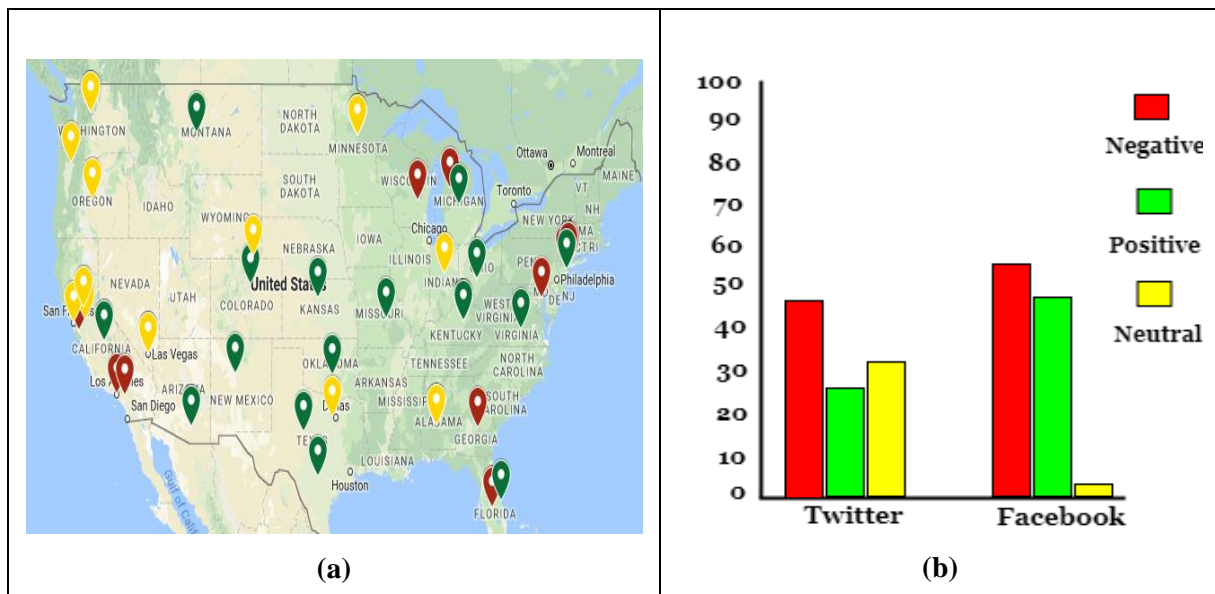 WASHINGTON
MONTANA
NORTH
DAKOTA
MINNESOTA
Ottawa
Montreal
MAINE
OREGON
IDAHO
SOUTH
DAKOTA
WISCONSIN
MICHIGAN
Toronto
VT
NH
NEW YORK
MA
CT RI
WYOMING
NEBRASKA
IOWA
Chicago
ILLINOIS
INDIANA
OHIO
PENN
Philadelphia
MD
DE NJ
NEVADA
UTAH
COLORADO
United States
KANSAS
MISSOURI
WEST
VIRGINIA
KENTUCKY
VIRGINIA
San Francisco
CALIFORNIA
Las Vegas
Los Angeles
San Diego
ARIZONA
NEW MEXICO
OKLAHOMA
ARKANSAS
TENNESSEE
NORTH
CAROLINA
MISSISSIPPI
ALABAMA
SOUTH
CAROLINA
GEORGIA
Dallas
TEXAS
LOUISIANA
Houston
FLORIDA
Gulf of Calif
(a)
100
90
80
70
60
50
40
30
20
10
0
Twitter
Facebook
Negative
Positive
Neutral
(b)